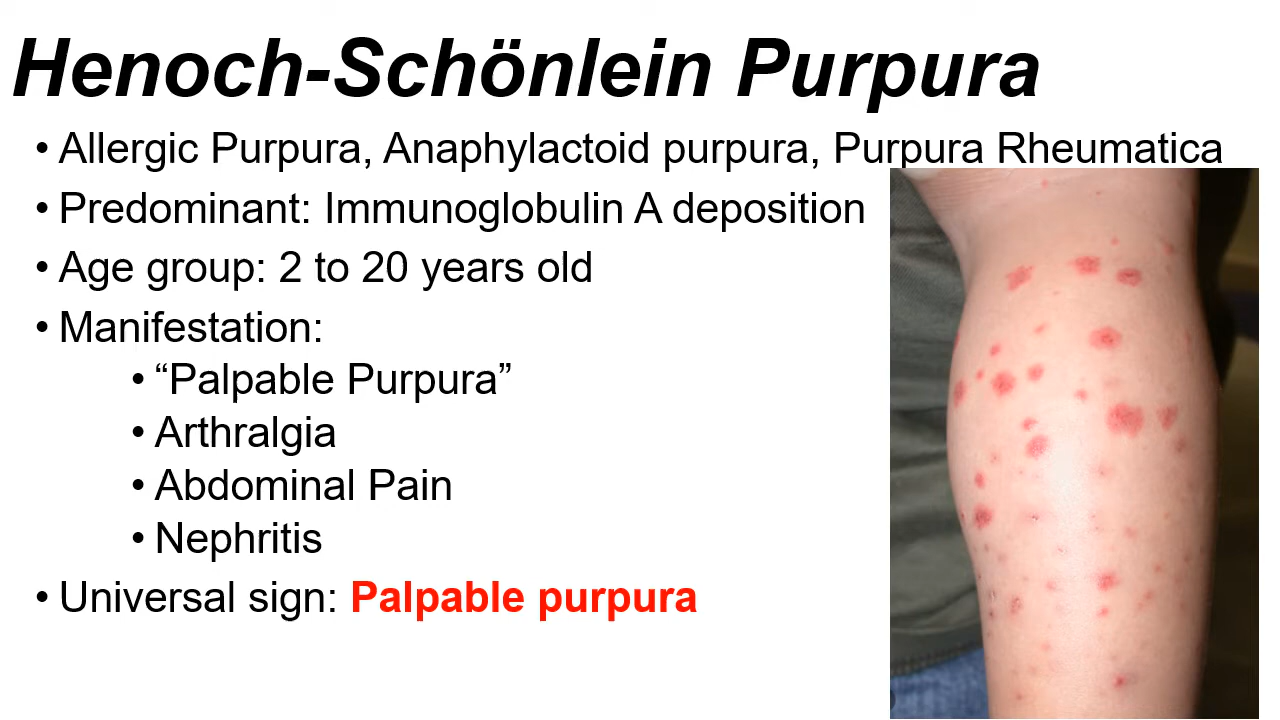 Henoch-Schönlein Purpura
• Allergic Purpura, Anaphylactoid purpura, Purpura Rheumatica
• Predominant: Immunoglobulin A deposition
• Age group: 2 to 20 years old
• Manifestation:
• “Palpable Purpura”
• Arthralgia
• Abdominal Pain
• Nephritis
• Universal sign: Palpable purpura